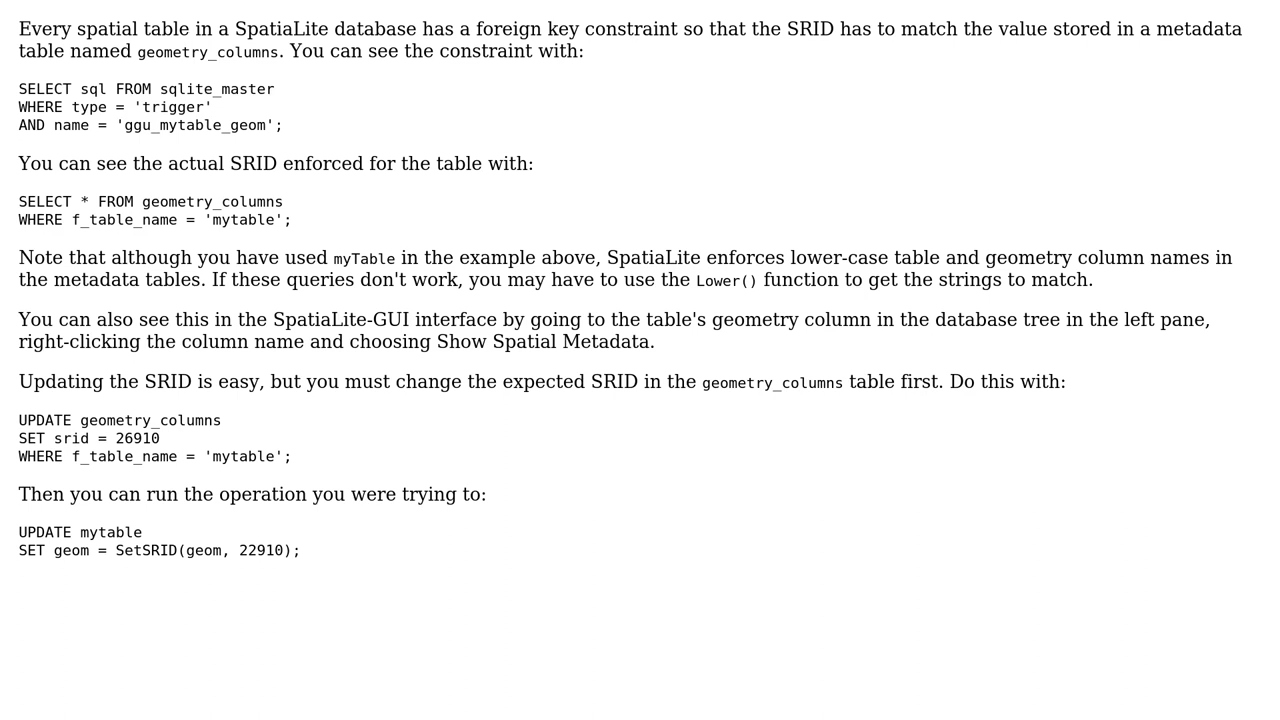 Every spatial table in a SpatiaLite database has a foreign key constraint so that the SRID has to match the value stored in a metadata
table named geometry_columns. You can see the constraint with:
SELECT sql FROM sqlite_master
WHERE type = 'trigger'
AND name = 'ggu_mytable_geom';
You can see the actual SRID enforced for the table with:
SELECT * FROM geometry_columns
WHERE f_table_name = 'mytable';
Note that although you have used myTable in the example above, SpatiaLite enforces lower-case table and geometry column names in
the metadata tables. If these queries don't work, you may have to use the Lower() function to get the strings to match.
You can also see this in the SpatiaLite-GUI interface by going to the table's geometry column in the database tree in the left pane,
right-clicking the column name and choosing Show Spatial Metadata.
Updating the SRID is easy, but you must change the expected SRID in the geometry_columns table first. Do this with:
UPDATE geometry_columns
SET srid = 26910
WHERE f_table_name = 'mytable';
Then you can run the operation you were trying to:
UPDATE mytable
SET geom = SetSRID(geom, 22910);